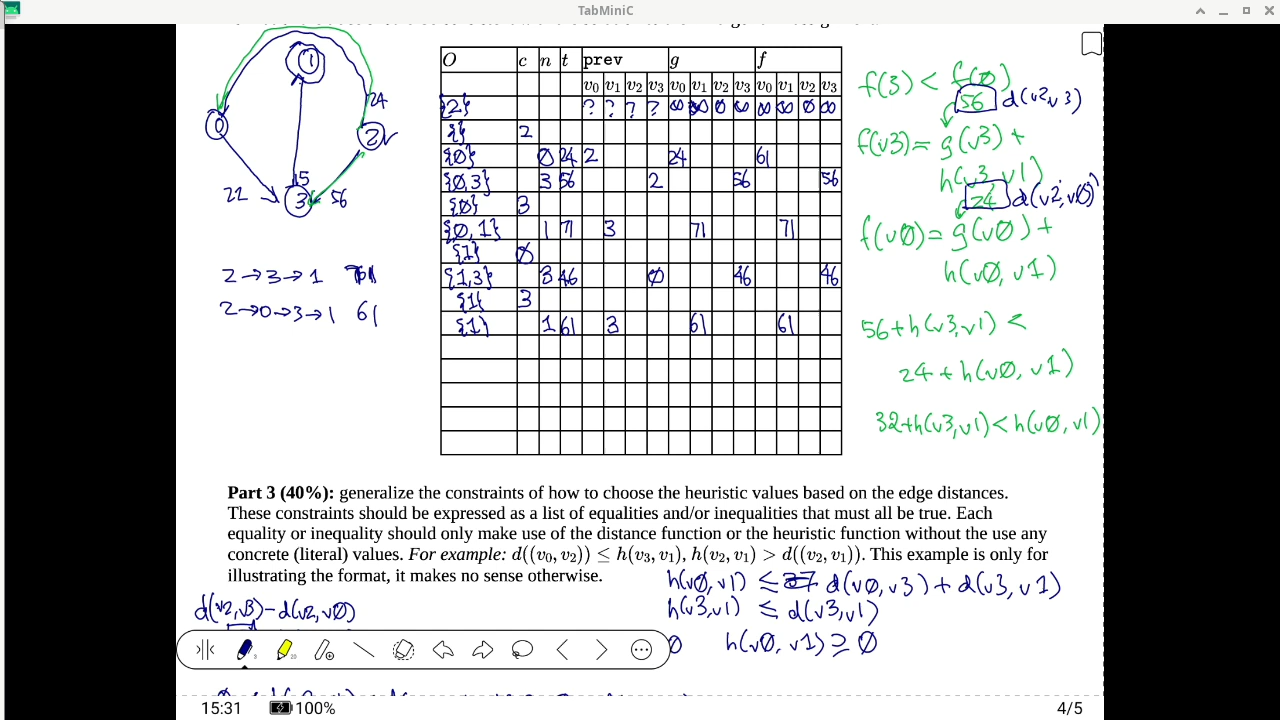 TabMiniC
1
0
24
2
15
22
3
56
2→3→1 71
2→0→3→1 61
O c n t prev g f
v0 v1 v2 v3 v0 v1 v2 v3 v0 v1 v2 v3
{2} ? ? ? ? ∞ ∞ 0 ∞ ∞ ∞ 0 ∞
{} 2
{0} 0 24 2 24 61
{0,3} 3 56 2 56 56
{0} 3
{0,1} 1 71 3 71 71
{1} 0
{1,3} 3 46 0 46 46
{1} 3
{1} 1 61 3 61 61
f(3) < f(0)
56 d(v2,v3)
f(v3)= g(v3) +
h(v3,v1)
24 d(v2,v0)
f(v0)= g(v0) +
h(v0,v1)
56+h(v3,v1) <
24+h(v0,v1)
32+h(v3,v1)<h(v0,v1)
Part 3 (40%): generalize the constraints of how to choose the heuristic values based on the edge distances.
These constraints should be expressed as a list of equalities and/or inequalities that must all be true. Each
equality or inequality should only make use of the distance function or the heuristic function without the use any
concrete (literal) values. For example: d((v0, v2)) ≤ h(v3, v1), h(v2, v1) > d((v2, v1)). This example is only for
illustrating the format, it makes no sense otherwise.
h(v0,v1) ≤ 37 d(v0,v3) + d(v3,v1)
d(v2,v3)-d(v2,v0)
h(v3,v1) ≤ d(v3,v1)
0 h(v0,v1) ≥ 0
15:31 100% 4/5